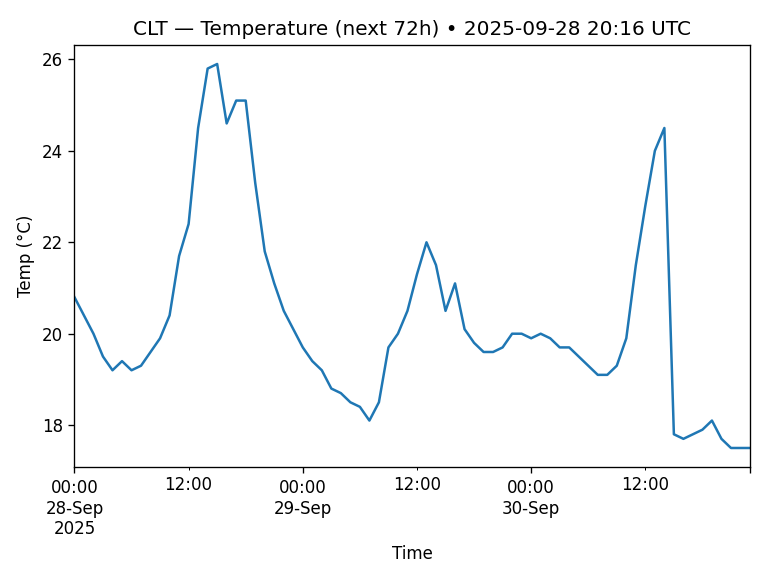 CLT — Temperature (next 72h) • 2025-09-28 20:16 UTC
26
24
22
20
18
Temp (°C)
00:00 12:00 00:00 12:00 00:00 12:00
28-Sep 29-Sep 30-Sep
2025
Time